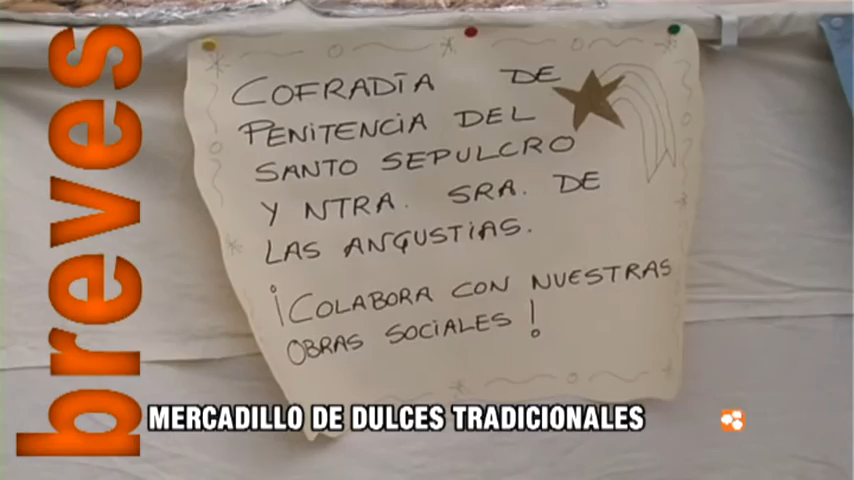 breves
COFRADÍA DE
PENITENCIA DEL
SANTO SEPULCRO
Y NTRA. SRA. DE
LAS ANGUSTIAS.
¡COLABORA CON NUESTRAS
OBRAS SOCIALES!
MERCADILLO DE DULCES TRADICIONALES